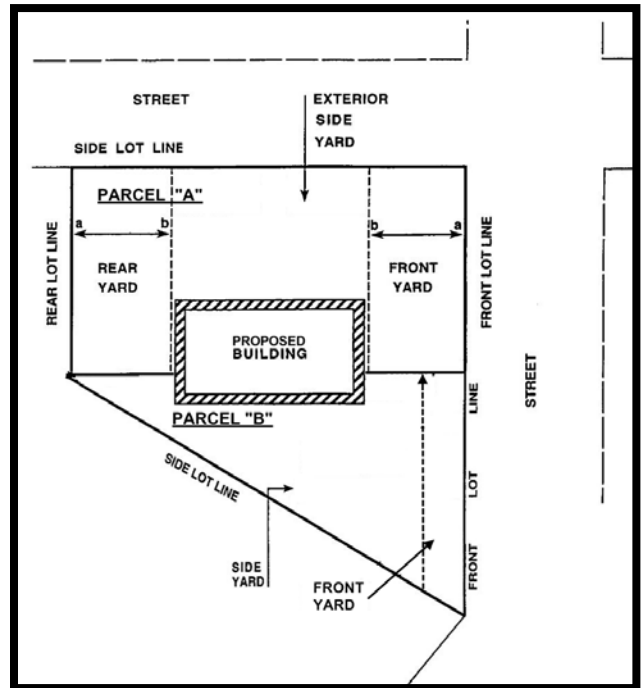 STREET
EXTERIOR
SIDE
YARD
SIDE LOT LINE
PARCEL "A"
a b
b a
REAR LOT LINE
REAR
YARD
FRONT
YARD
FRONT LOT LINE
PROPOSED
BUILDING
STREET
PARCEL "B"
SIDE LOT LINE
FRONT LOT LINE
SIDE
YARD
FRONT
YARD